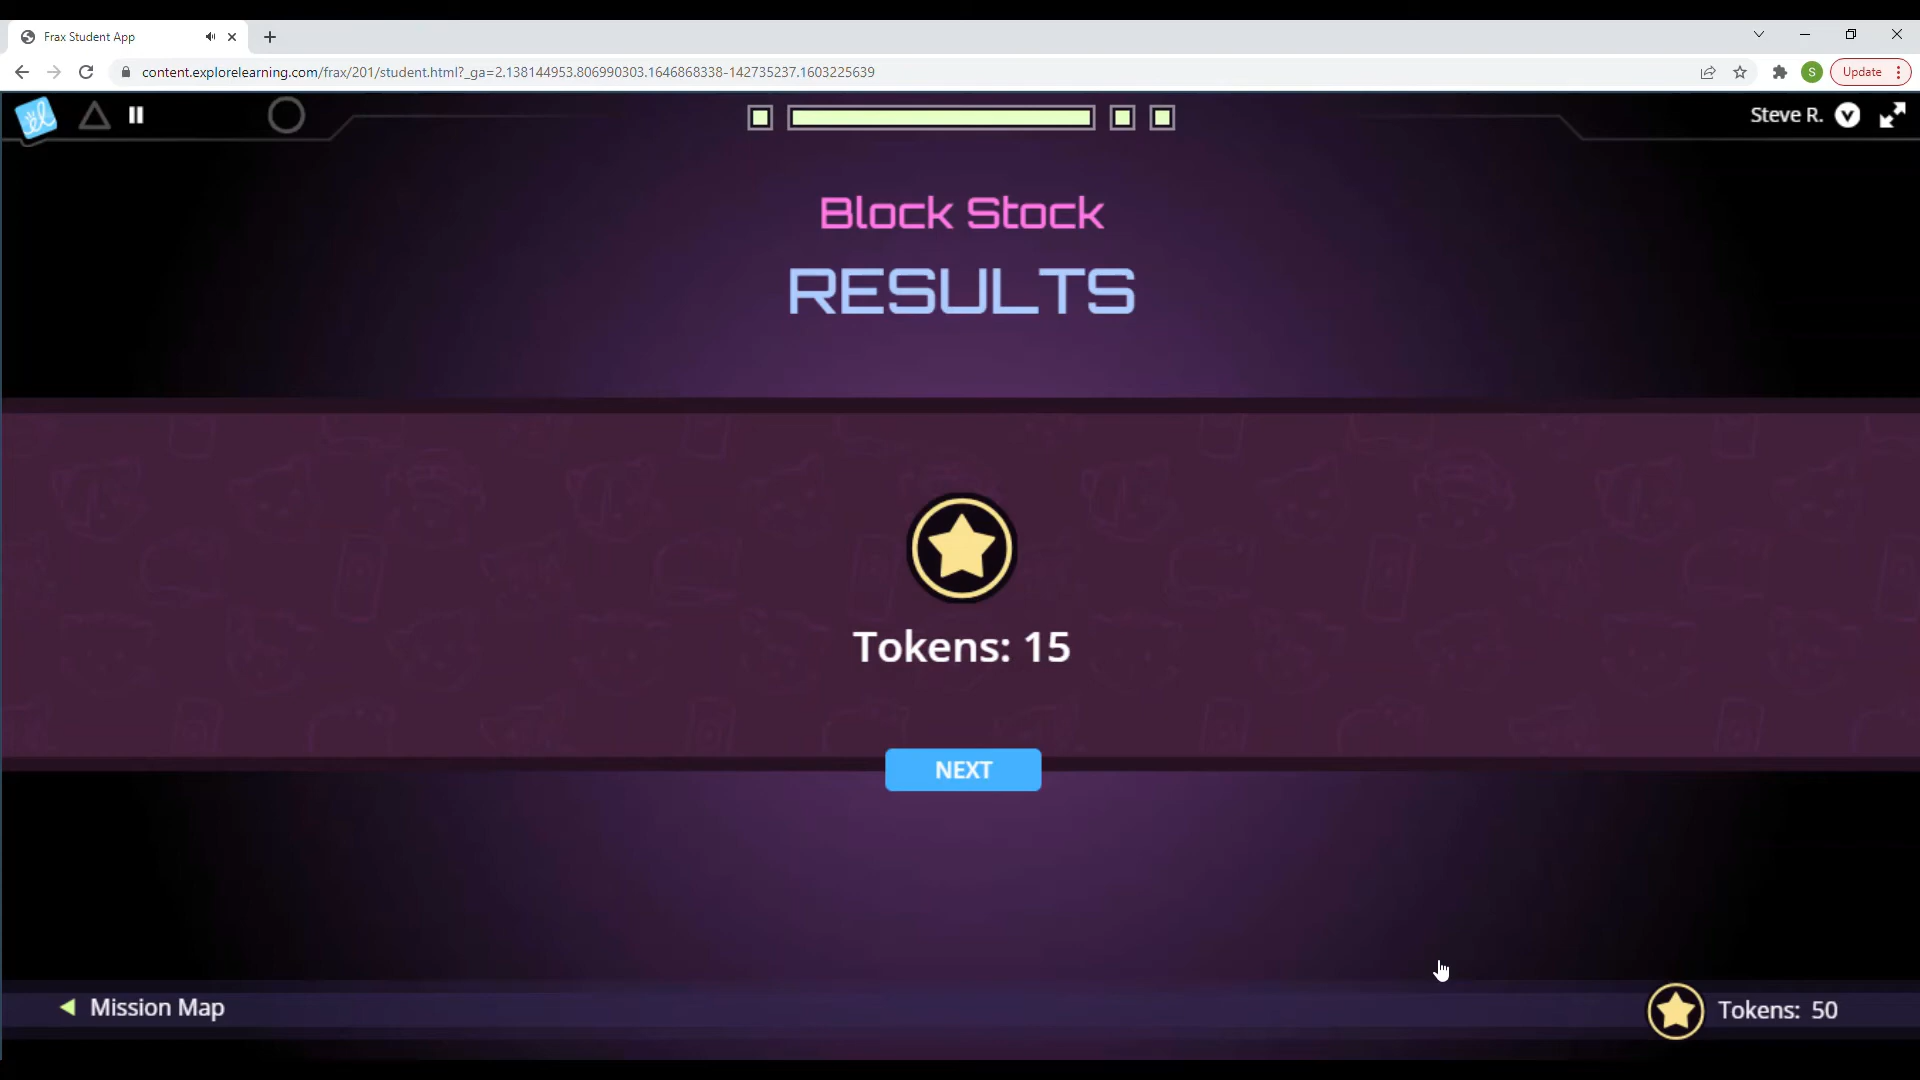 Frax Student App
content.explorelearning.com/frax/201/student.html?_ga=2.138144953.806990303.1646868338-142735237.1603225639
S
Update
el
Steve R.
Block Stock
RESULTS
Tokens: 15
NEXT
Mission Map
Tokens: 50